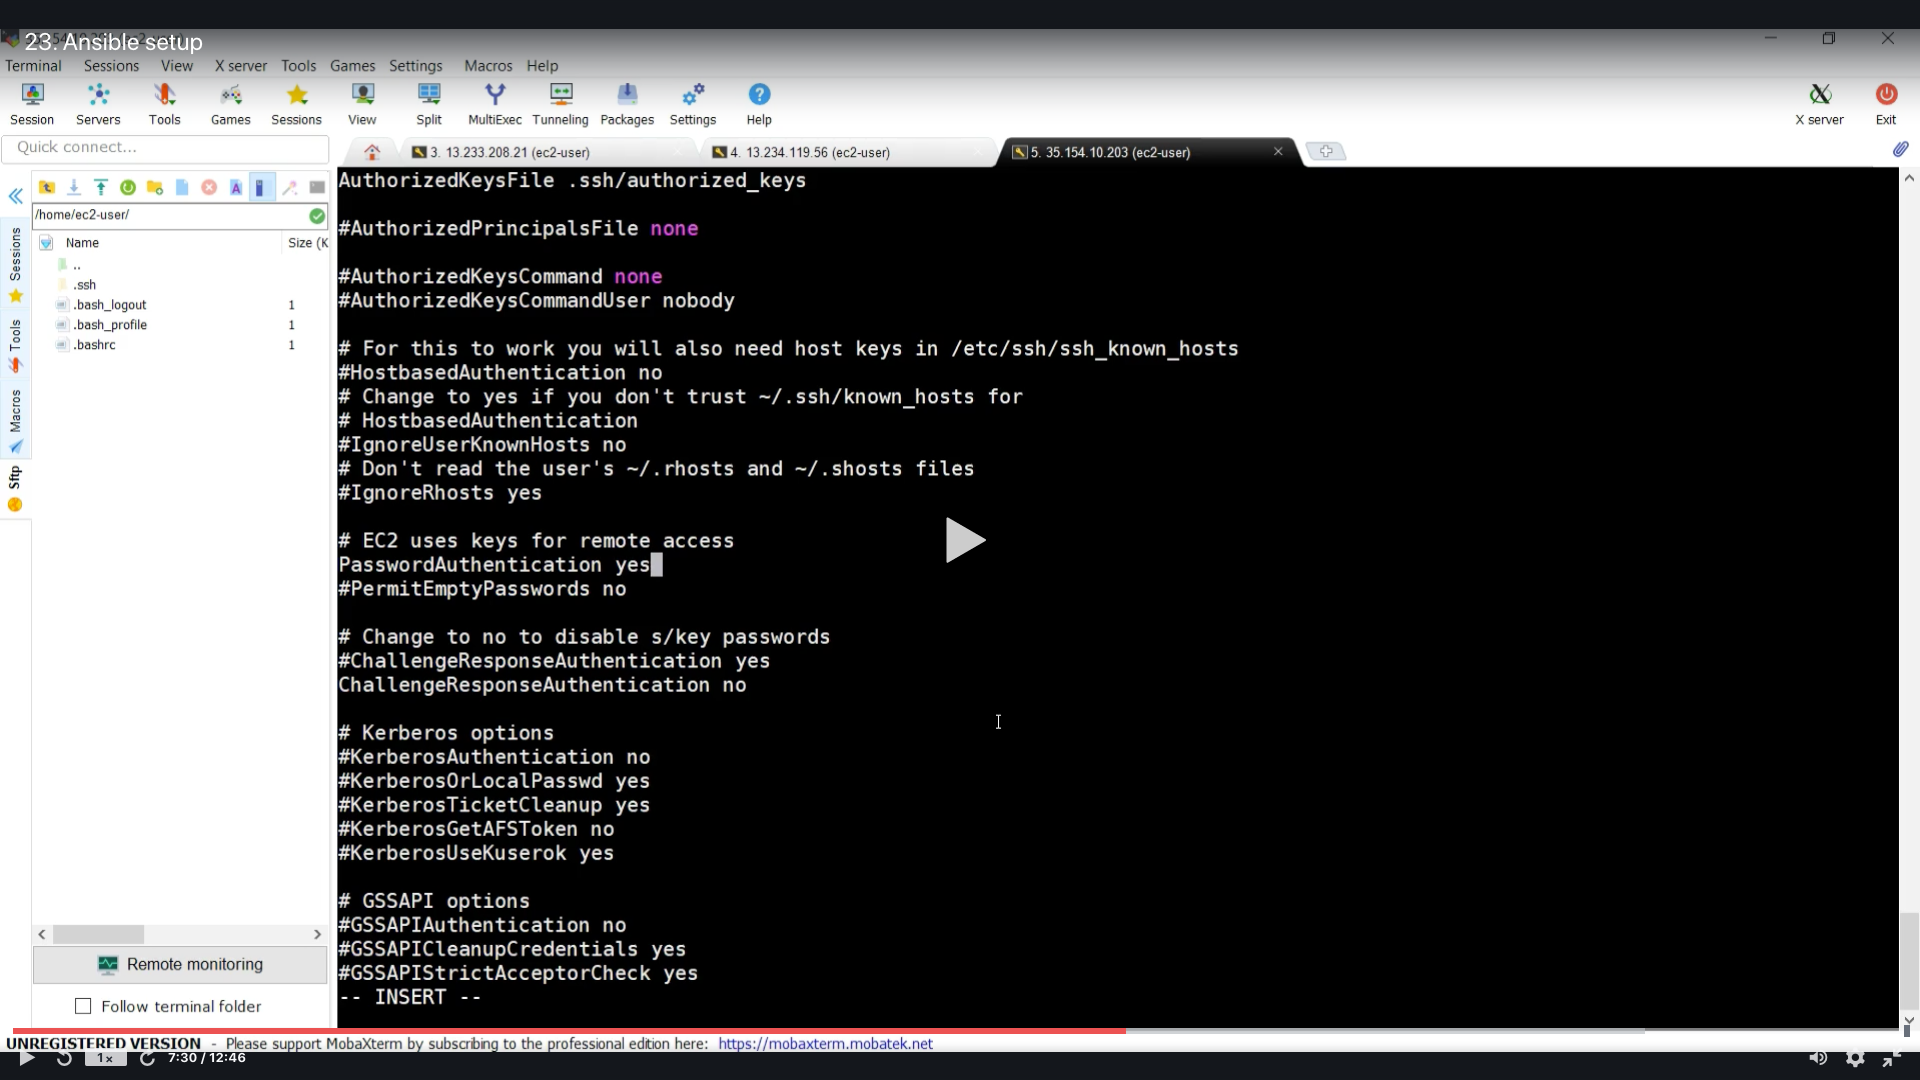 23. Ansible setup
Terminal Sessions View X server Tools Games Settings Macros Help
Session Servers Tools Games Sessions View Split MultiExec Tunneling Packages Settings Help X server Exit
Quick connect...
3. 13.233.208.21 (ec2-user)
4. 13.234.119.56 (ec2-user)
5. 35.154.10.203 (ec2-user)
/home/ec2-user/
Name Size (K
..
.ssh
.bash_logout 1
.bash_profile 1
.bashrc 1
Sessions
Tools
Macros
Sftp
Remote monitoring
Follow terminal folder
AuthorizedKeysFile .ssh/authorized_keys
#AuthorizedPrincipalsFile none
#AuthorizedKeysCommand none
#AuthorizedKeysCommandUser nobody
# For this to work you will also need host keys in /etc/ssh/ssh_known_hosts
#HostbasedAuthentication no
# Change to yes if you don't trust ~/.ssh/known_hosts for
# HostbasedAuthentication
#IgnoreUserKnownHosts no
# Don't read the user's ~/.rhosts and ~/.shosts files
#IgnoreRhosts yes
# EC2 uses keys for remote access
PasswordAuthentication yes
#PermitEmptyPasswords no
# Change to no to disable s/key passwords
#ChallengeResponseAuthentication yes
ChallengeResponseAuthentication no
# Kerberos options
#KerberosAuthentication no
#KerberosOrLocalPasswd yes
#KerberosTicketCleanup yes
#KerberosGetAFSToken no
#KerberosUseKuserok yes
# GSSAPI options
#GSSAPIAuthentication no
#GSSAPICleanupCredentials yes
#GSSAPIStrictAcceptorCheck yes
-- INSERT --
UNREGISTERED VERSION - Please support MobaXterm by subscribing to the professional edition here: https://mobaxterm.mobatek.net
1x 7:30 / 12:46